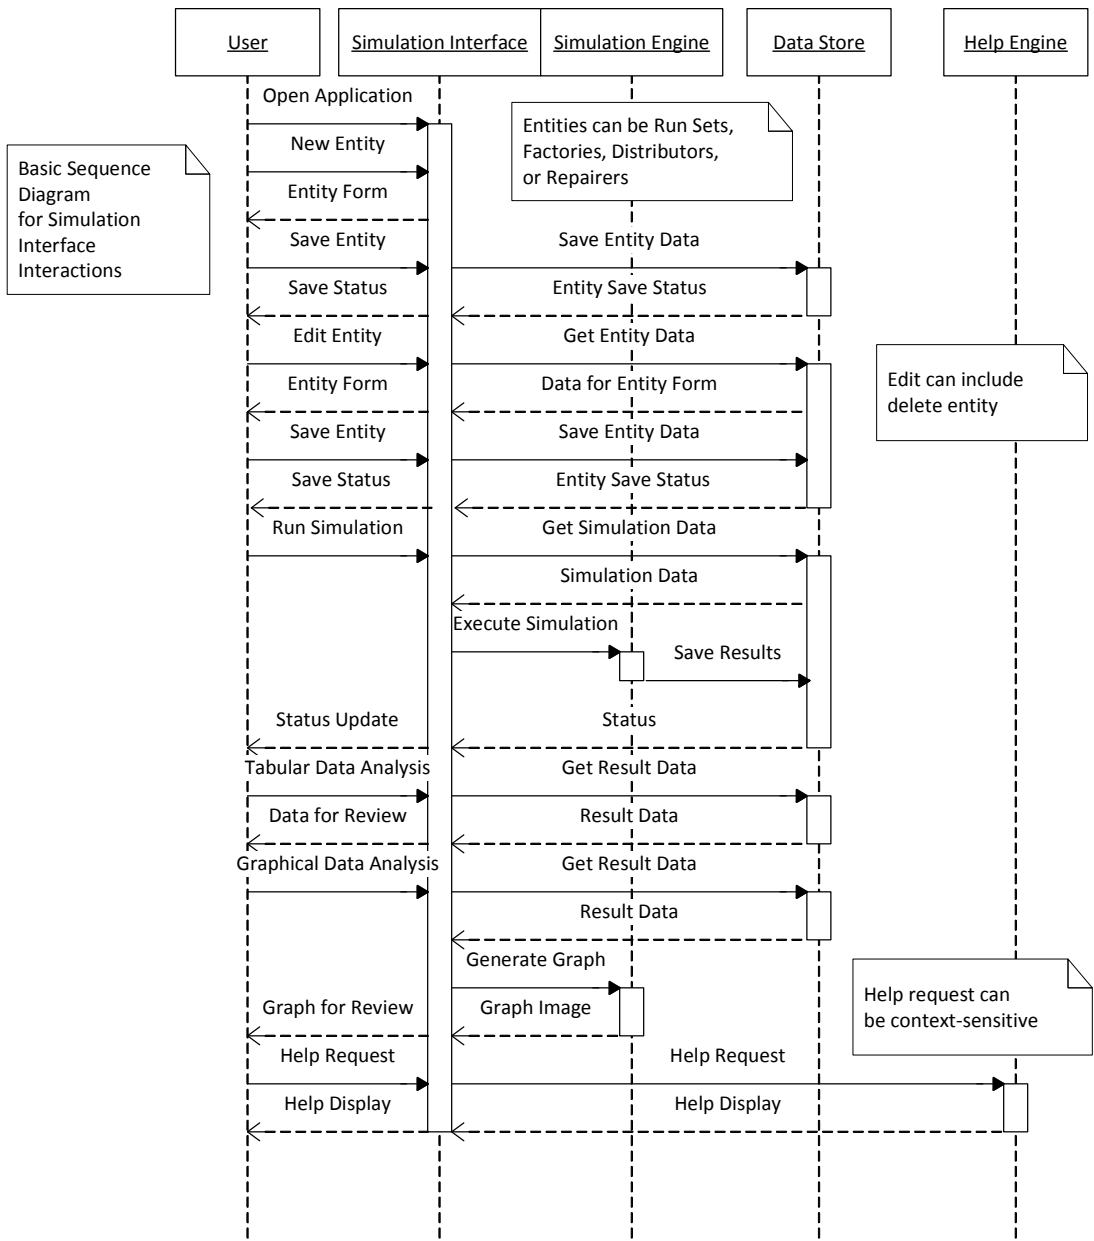 User
Simulation Interface
Simulation Engine
Data Store
Help Engine
Open Application
Entities can be Run Sets,
Factories, Distributors,
or Repairers
New Entity
Basic Sequence
Diagram
for Simulation
Interface
Interactions
Entity Form
Save Entity
Save Entity Data
Save Status
Entity Save Status
Edit Entity
Get Entity Data
Edit can include
delete entity
Entity Form
Data for Entity Form
Save Entity
Save Entity Data
Save Status
Entity Save Status
Run Simulation
Get Simulation Data
Simulation Data
Execute Simulation
Save Results
Status Update
Status
Tabular Data Analysis
Get Result Data
Data for Review
Result Data
Graphical Data Analysis
Get Result Data
Result Data
Generate Graph
Help request can
be context-sensitive
Graph for Review
Graph Image
Help Request
Help Request
Help Display
Help Display